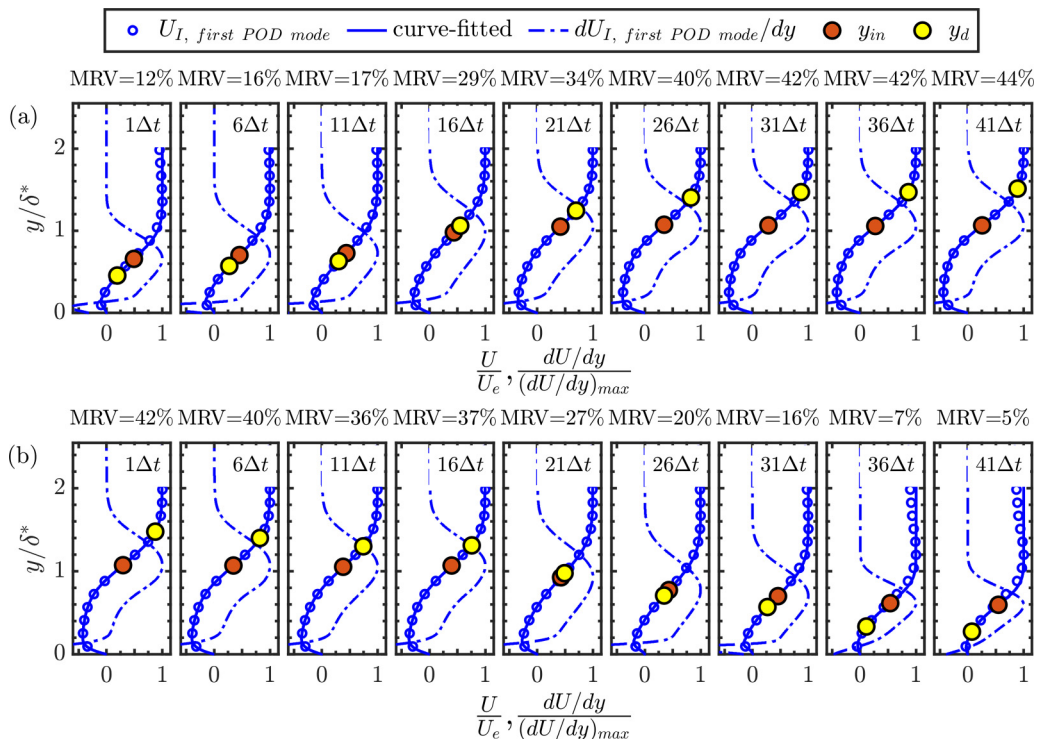 U_{I, first POD mode} curve-fitted dU_{I, first POD mode}/dy y_{in} y_d
MRV=12% MRV=16% MRV=17% MRV=29% MRV=34% MRV=40% MRV=42% MRV=42% MRV=44%
(a)
1Δt 6Δt 11Δt 16Δt 21Δt 26Δt 31Δt 36Δt 41Δt
2
y/δ*
1
0
0 1 0 1 0 1 0 1 0 1 0 1 0 1 0 1 0 1
U/U_e, dU/dy/(dU/dy)_{max}
MRV=42% MRV=40% MRV=36% MRV=37% MRV=27% MRV=20% MRV=16% MRV=7% MRV=5%
(b)
1Δt 6Δt 11Δt 16Δt 21Δt 26Δt 31Δt 36Δt 41Δt
2
y/δ*
1
0
0 1 0 1 0 1 0 1 0 1 0 1 0 1 0 1 0 1
U/U_e, dU/dy/(dU/dy)_{max}